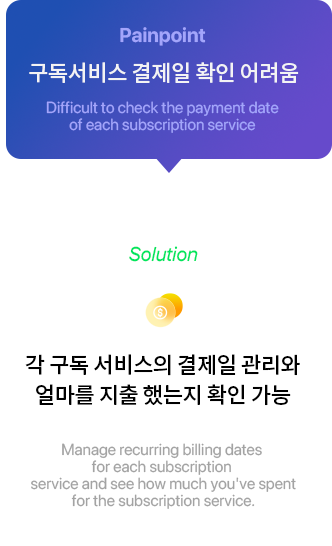 Painpoint
구독서비스 결제일 확인 어려움
Difficult to check the payment date
of each subscription service
Solution
각 구독 서비스의 결제일 관리와
얼마를 지출 했는지 확인 가능
Manage recurring billing dates
for each subscription
service and see how much you've spent
for the subscription service.